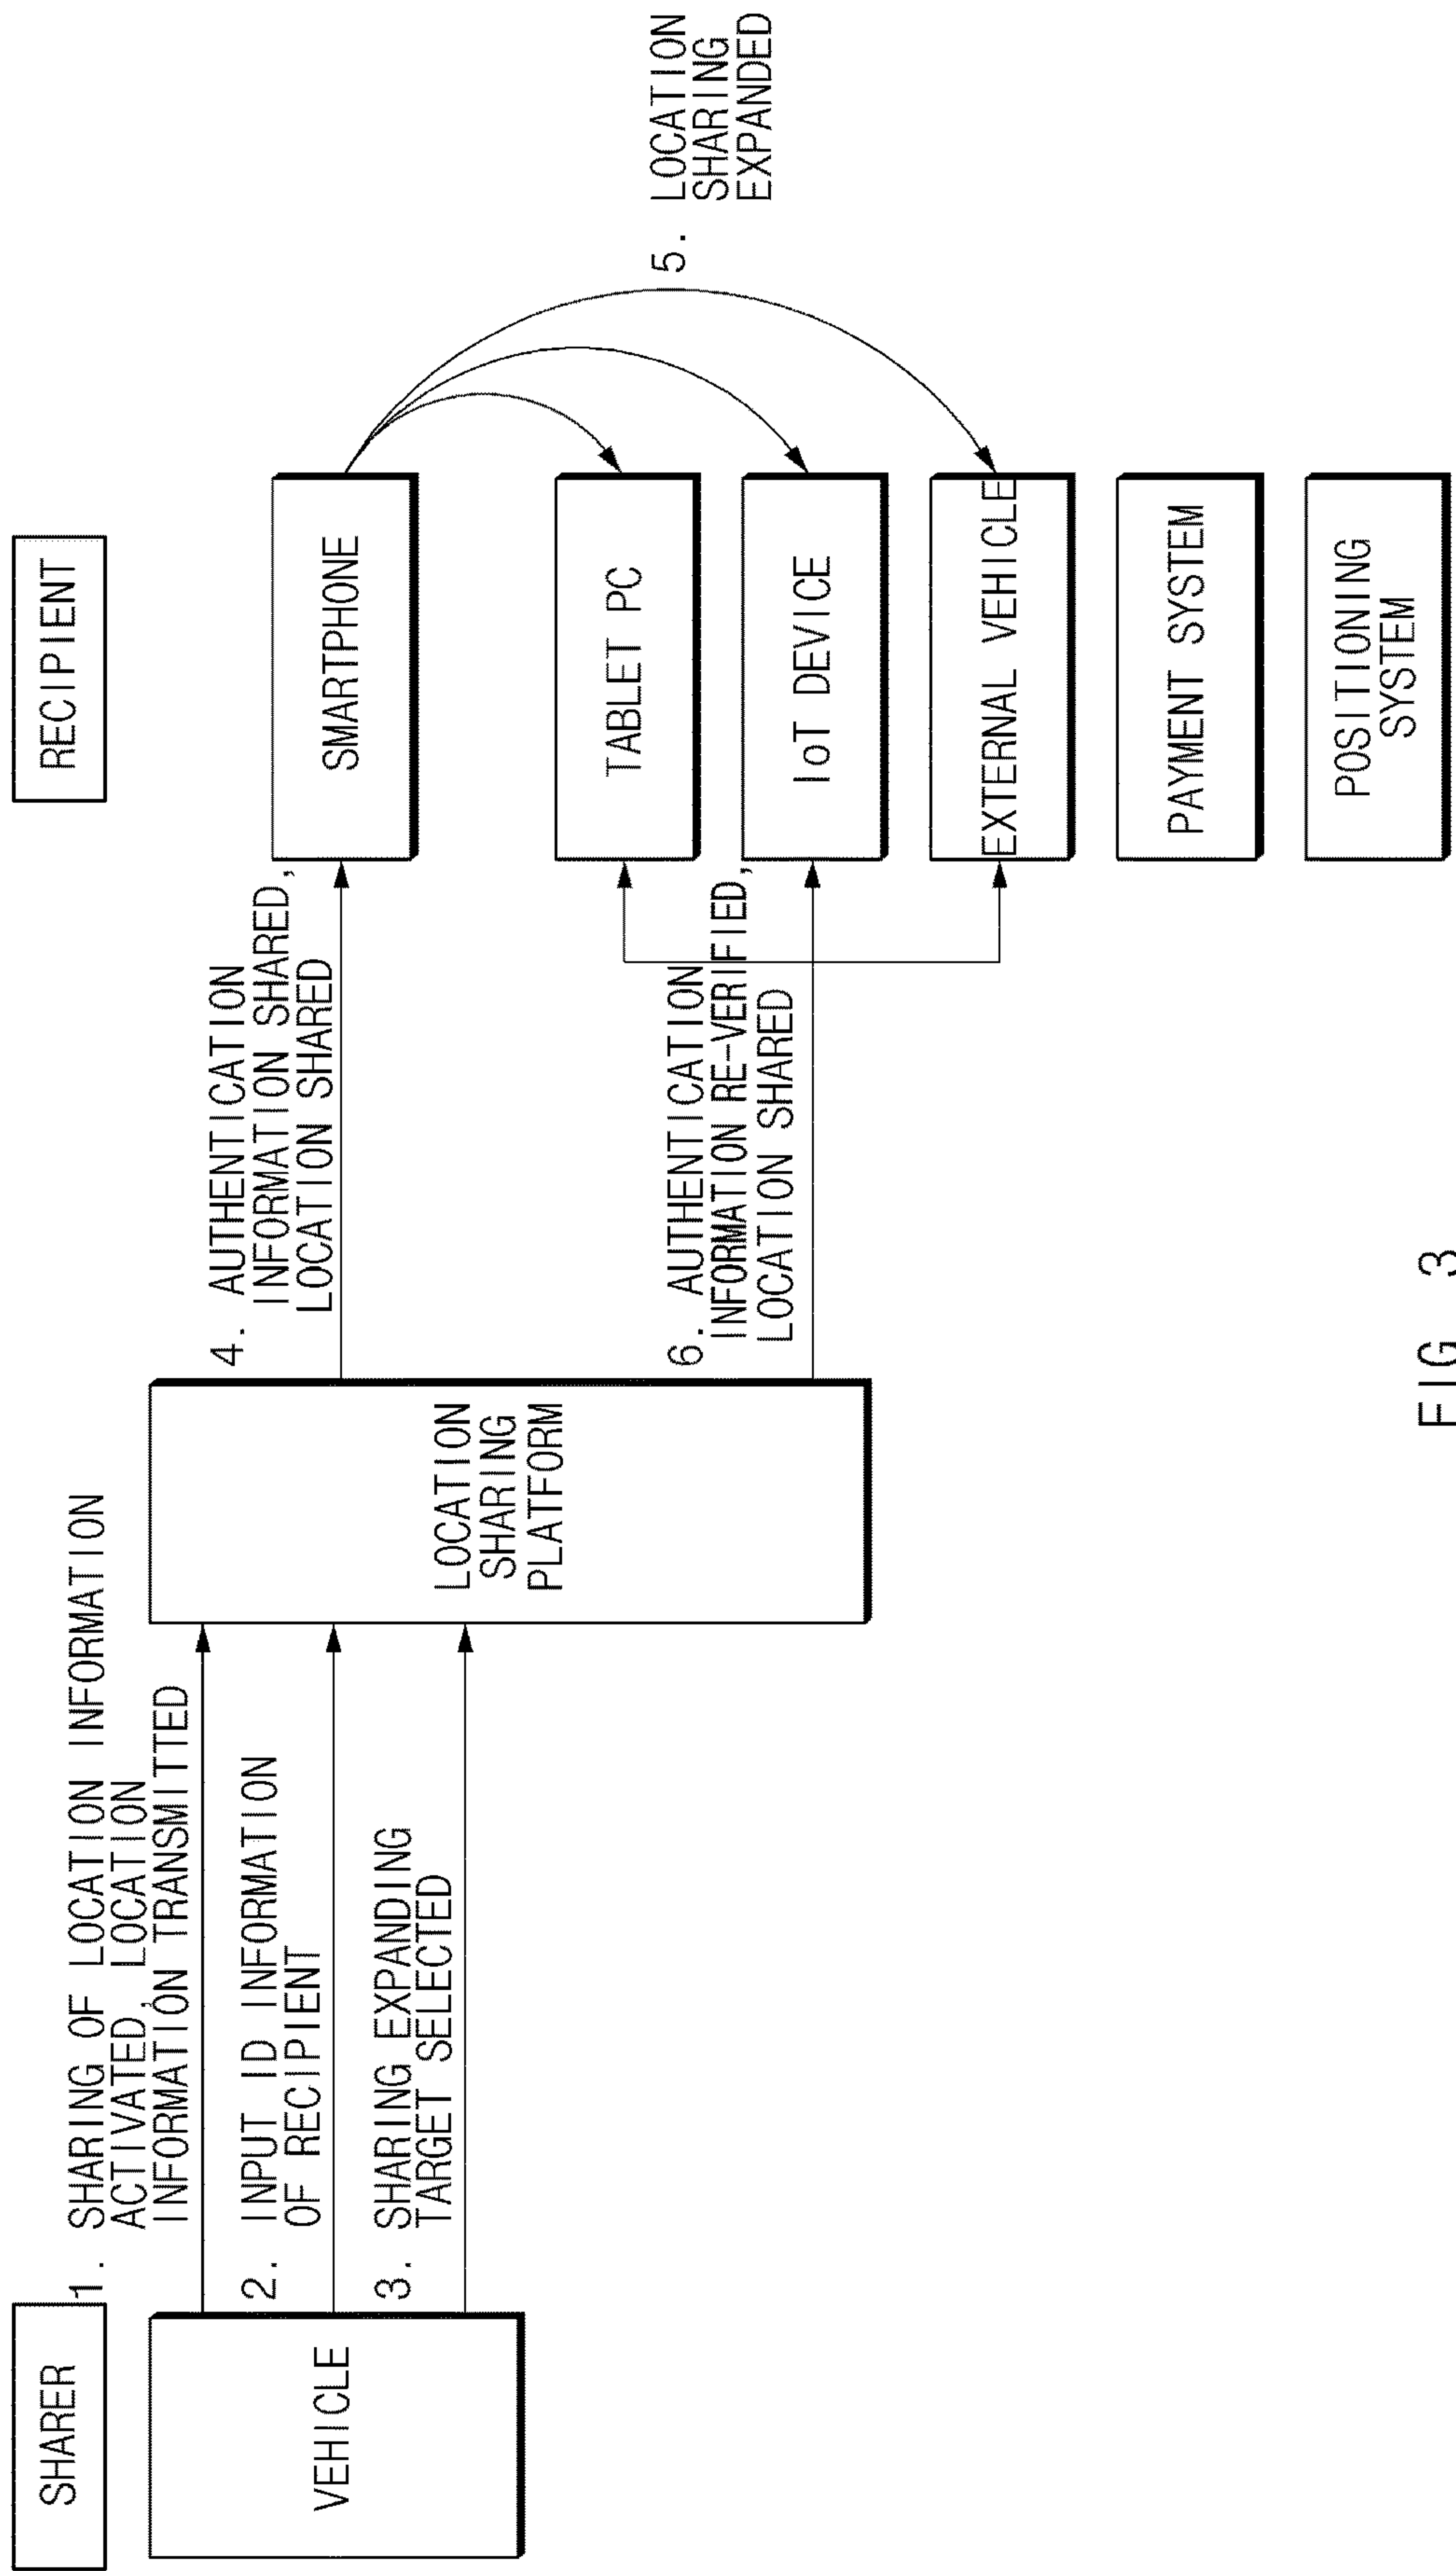 SHARER
RECIPIENT
1. SHARING OF LOCATION INFORMATION
ACTIVATED, LOCATION
INFORMATION TRANSMITTED
2. INPUT ID INFORMATION
OF RECIPIENT
3. SHARING EXPANDING
TARGET SELECTED
VEHICLE
LOCATION
SHARING
PLATFORM
4. AUTHENTICATION
INFORMATION SHARED,
LOCATION SHARED
6. AUTHENTICATION
INFORMATION RE-VERIFIED,
LOCATION SHARED
SMARTPHONE
TABLET PC
IoT DEVICE
EXTERNAL VEHICLE
PAYMENT SYSTEM
POSITIONING
SYSTEM
5. LOCATION
SHARING
EXPANDED
FIG 3